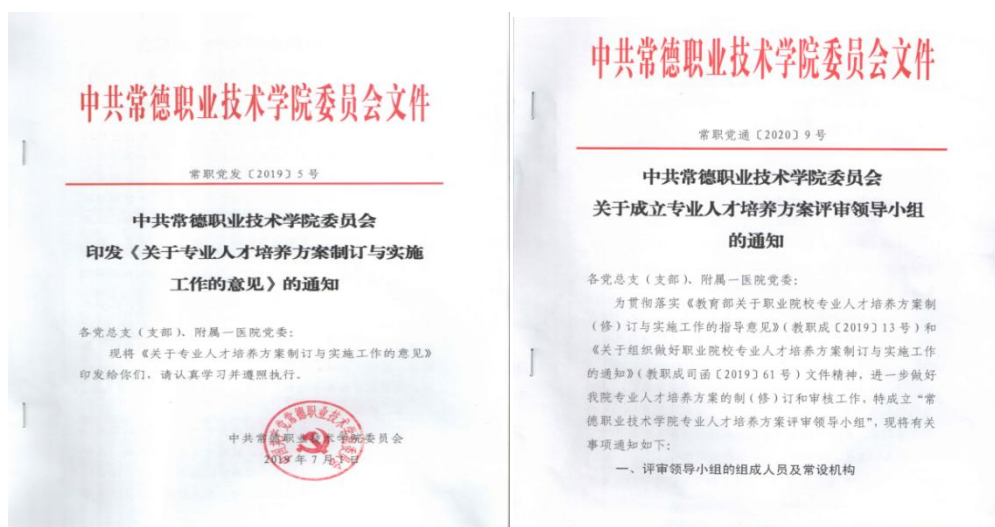 中共常德职业技术学院委员会文件
常职党发〔2019〕5号
中共常德职业技术学院委员会
印发《关于专业人才培养方案制订与实施
工作的意见》的通知
各党总支（支部）、附属一医院党委：
现将《关于专业人才培养方案制订与实施工作的意见》
印发给你们，请认真学习并遵照执行。
中共常德职业技术学院委员会
2019年7月1日
中共常德职业技术学院委员会文件
常职党通〔2020〕9号
中共常德职业技术学院委员会
关于成立专业人才培养方案评审领导小组
的通知
各党总支（支部）、附属一医院党委：
为贯彻落实《教育部关于职业院校专业人才培养方案制
（修）订与实施工作的指导意见》（教职成〔2019〕13号）和
《关于组织做好职业院校专业人才培养方案制订与实施工作
的通知》（教职成司函〔2019〕61号）文件精神，进一步做好
我院专业人才培养方案的制（修）订和审核工作，特成立“常
德职业技术学院专业人才培养方案评审领导小组”，现将有关
事项通知如下：
一、评审领导小组的组成人员及常设机构